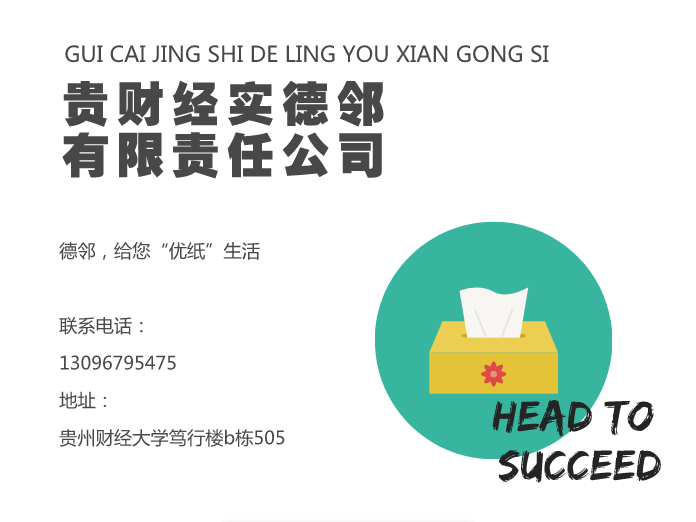 GUI CAI JING SHI DE LING YOU XIAN GONG SI
贵财经实德邻
有限责任公司
德邻，给您“优纸”生活
联系电话：
13096795475
地址：
贵州财经大学笃行楼b栋505
HEAD TO
SUCCEED